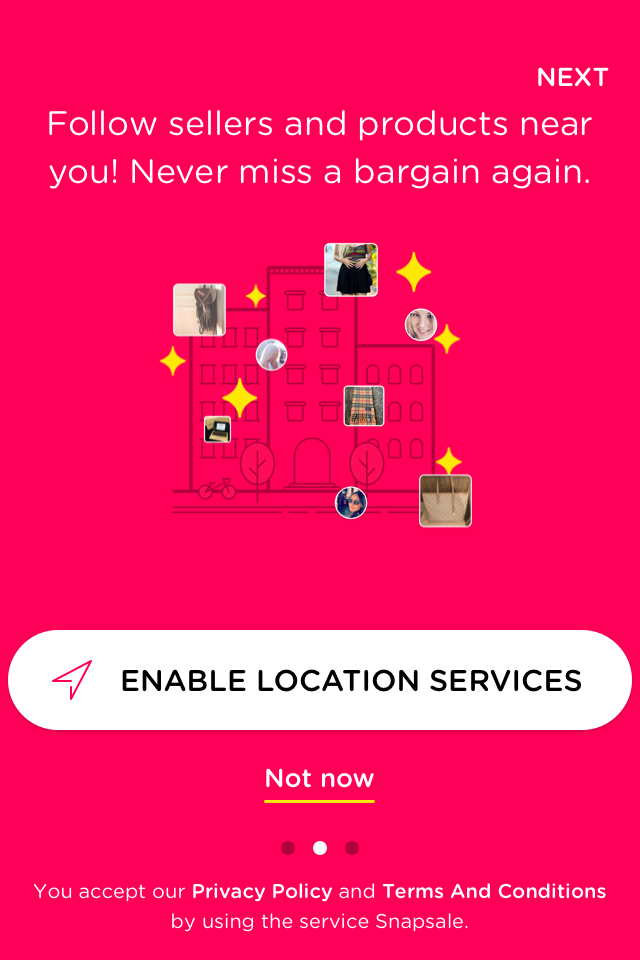 NEXT
Follow sellers and products near
you! Never miss a bargain again.
ENABLE LOCATION SERVICES
Not now
You accept our Privacy Policy and Terms And Conditions
by using the service Snapsale.